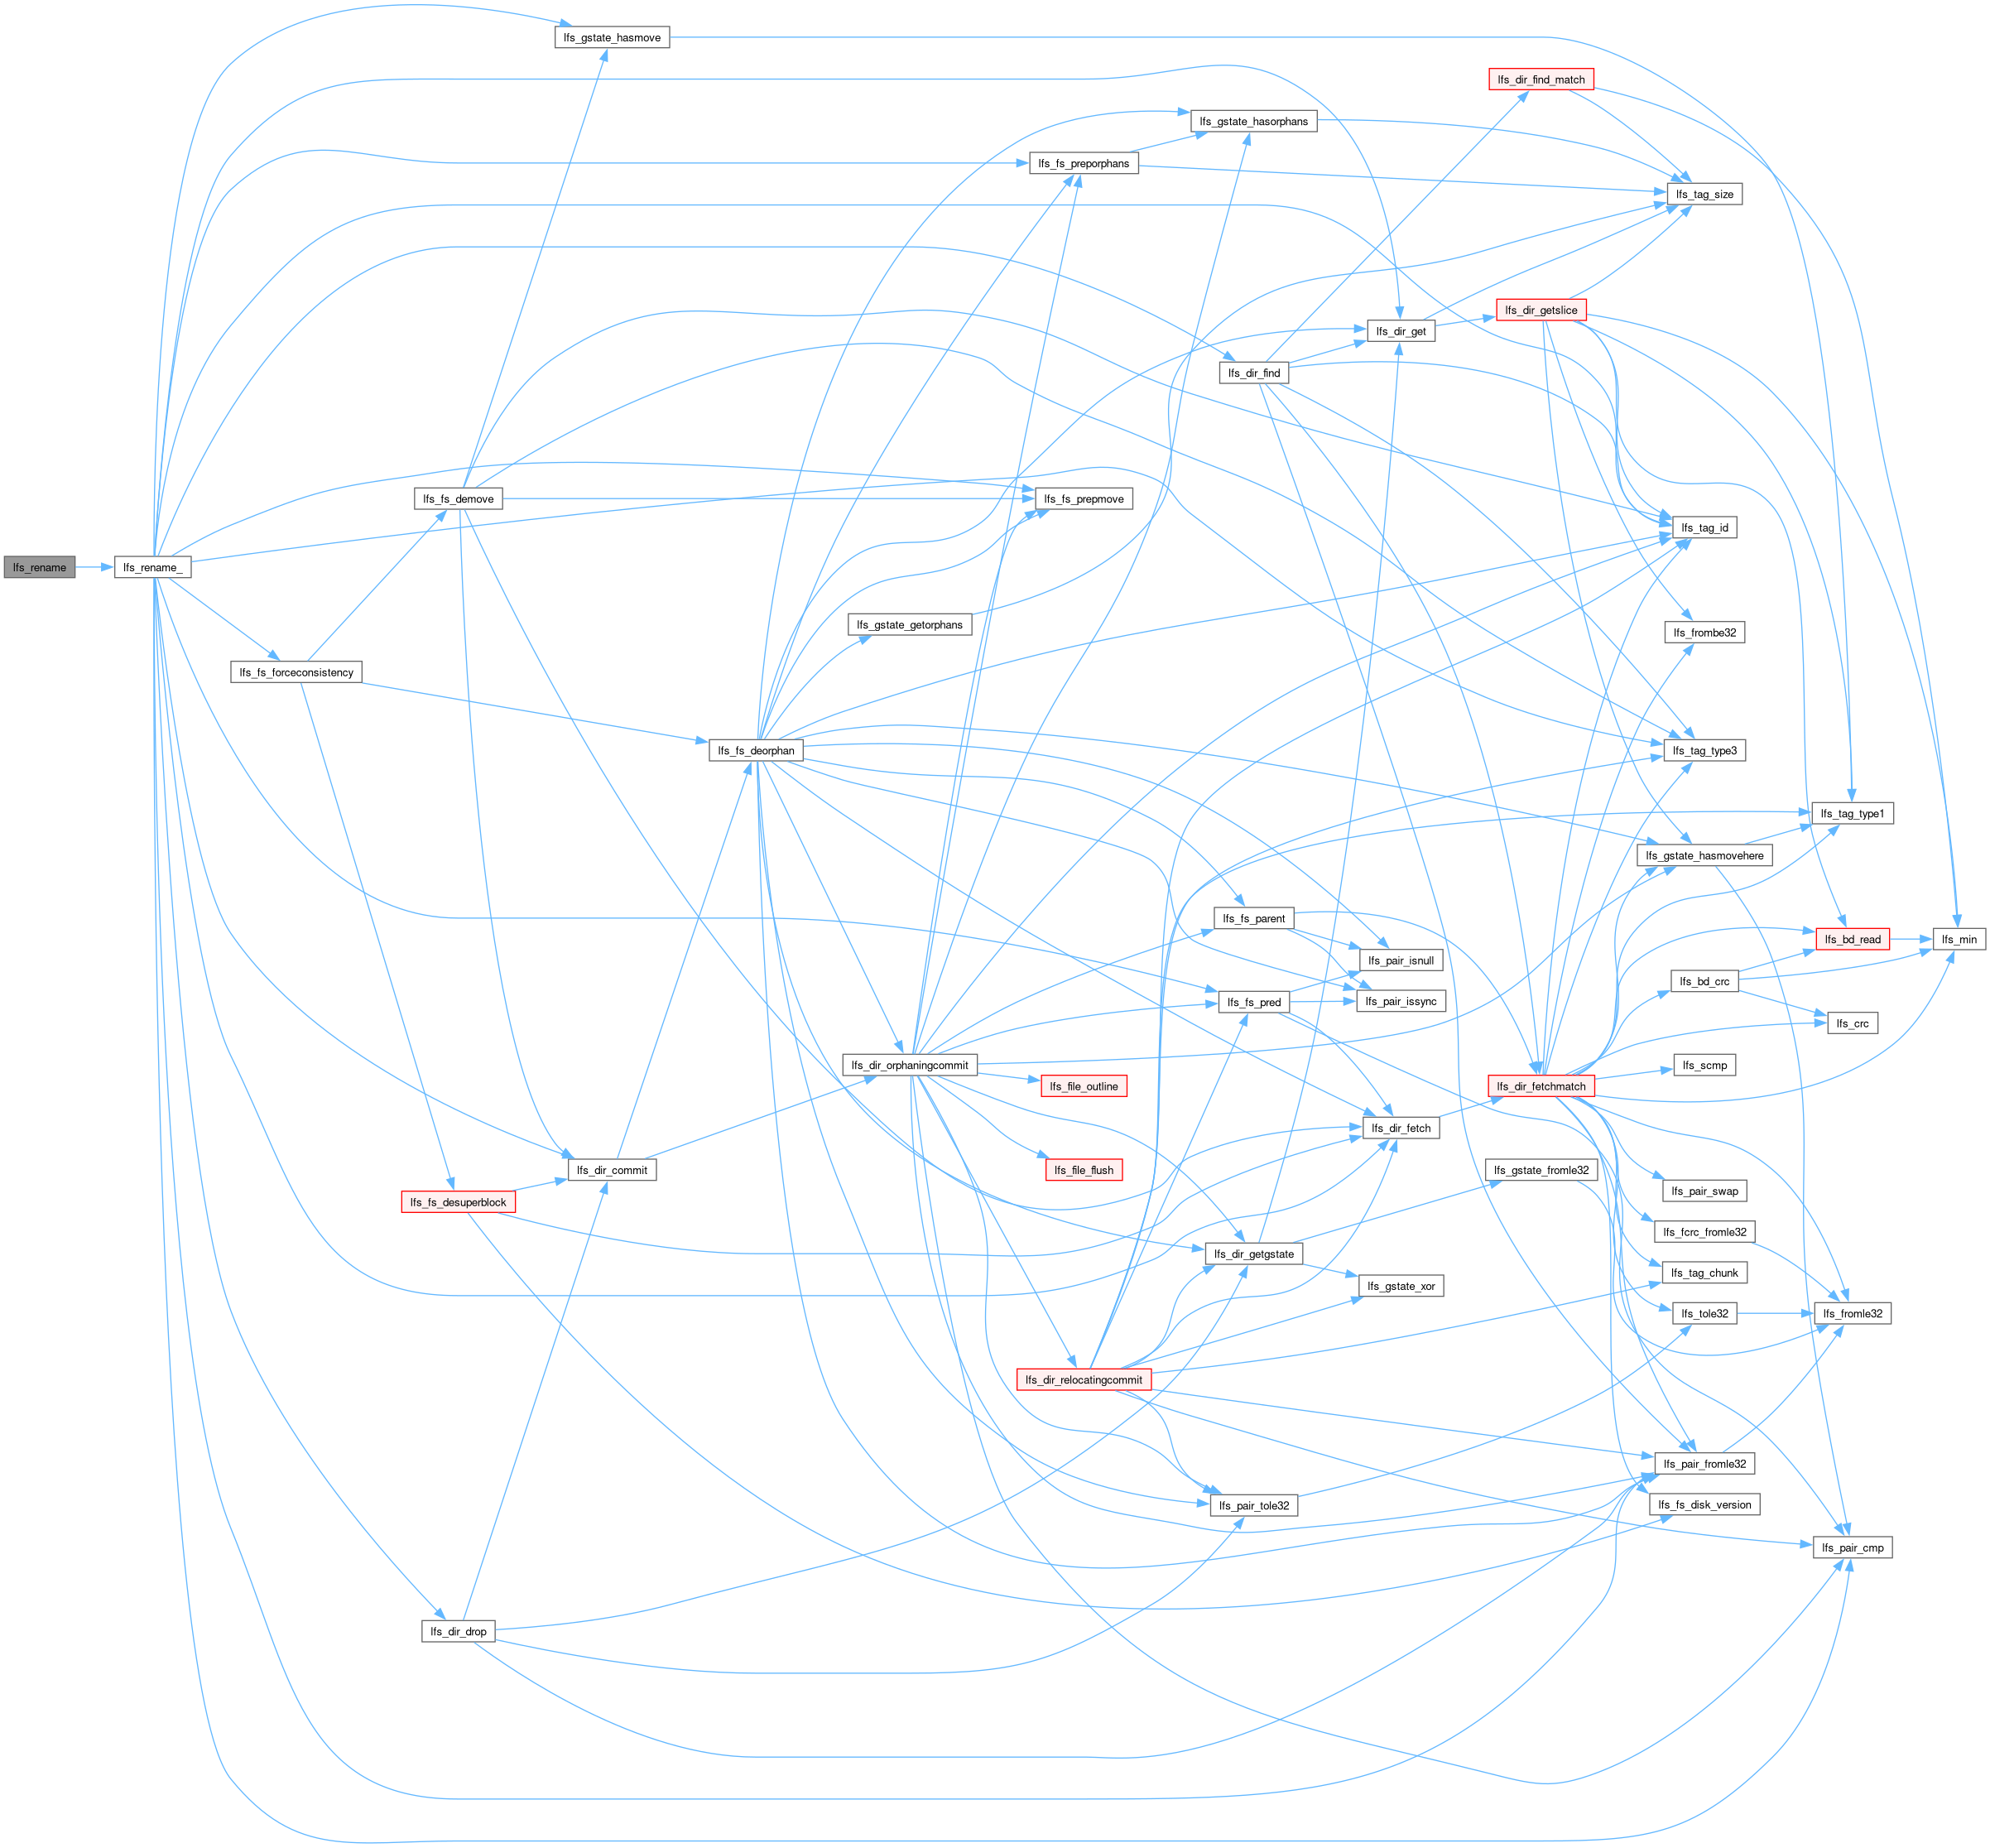 lfs_gstate_hasmove
lfs_dir_find_match
lfs_gstate_hasorphans
lfs_fs_preporphans
lfs_tag_size
lfs_dir_getslice
lfs_dir_get
lfs_dir_find
lfs_fs_demove
lfs_fs_prepmove
lfs_tag_id
lfs_rename
lfs_rename_
lfs_gstate_getorphans
lfs_frombe32
lfs_fs_forceconsistency
lfs_fs_deorphan
lfs_tag_type3
lfs_tag_type1
lfs_gstate_hasmovehere
lfs_fs_parent
lfs_pair_isnull
lfs_bd_read
lfs_min
lfs_bd_crc
lfs_fs_pred
lfs_pair_issync
lfs_crc
lfs_dir_orphaningcommit
lfs_scmp
lfs_file_outline
lfs_dir_fetchmatch
lfs_dir_fetch
lfs_dir_commit
lfs_file_flush
lfs_gstate_fromle32
lfs_fs_desuperblock
lfs_pair_swap
lfs_fcrc_fromle32
lfs_dir_getgstate
lfs_tag_chunk
lfs_gstate_xor
lfs_tole32
lfs_fromle32
lfs_dir_relocatingcommit
lfs_pair_fromle32
lfs_pair_tole32
lfs_fs_disk_version
lfs_pair_cmp
lfs_dir_drop